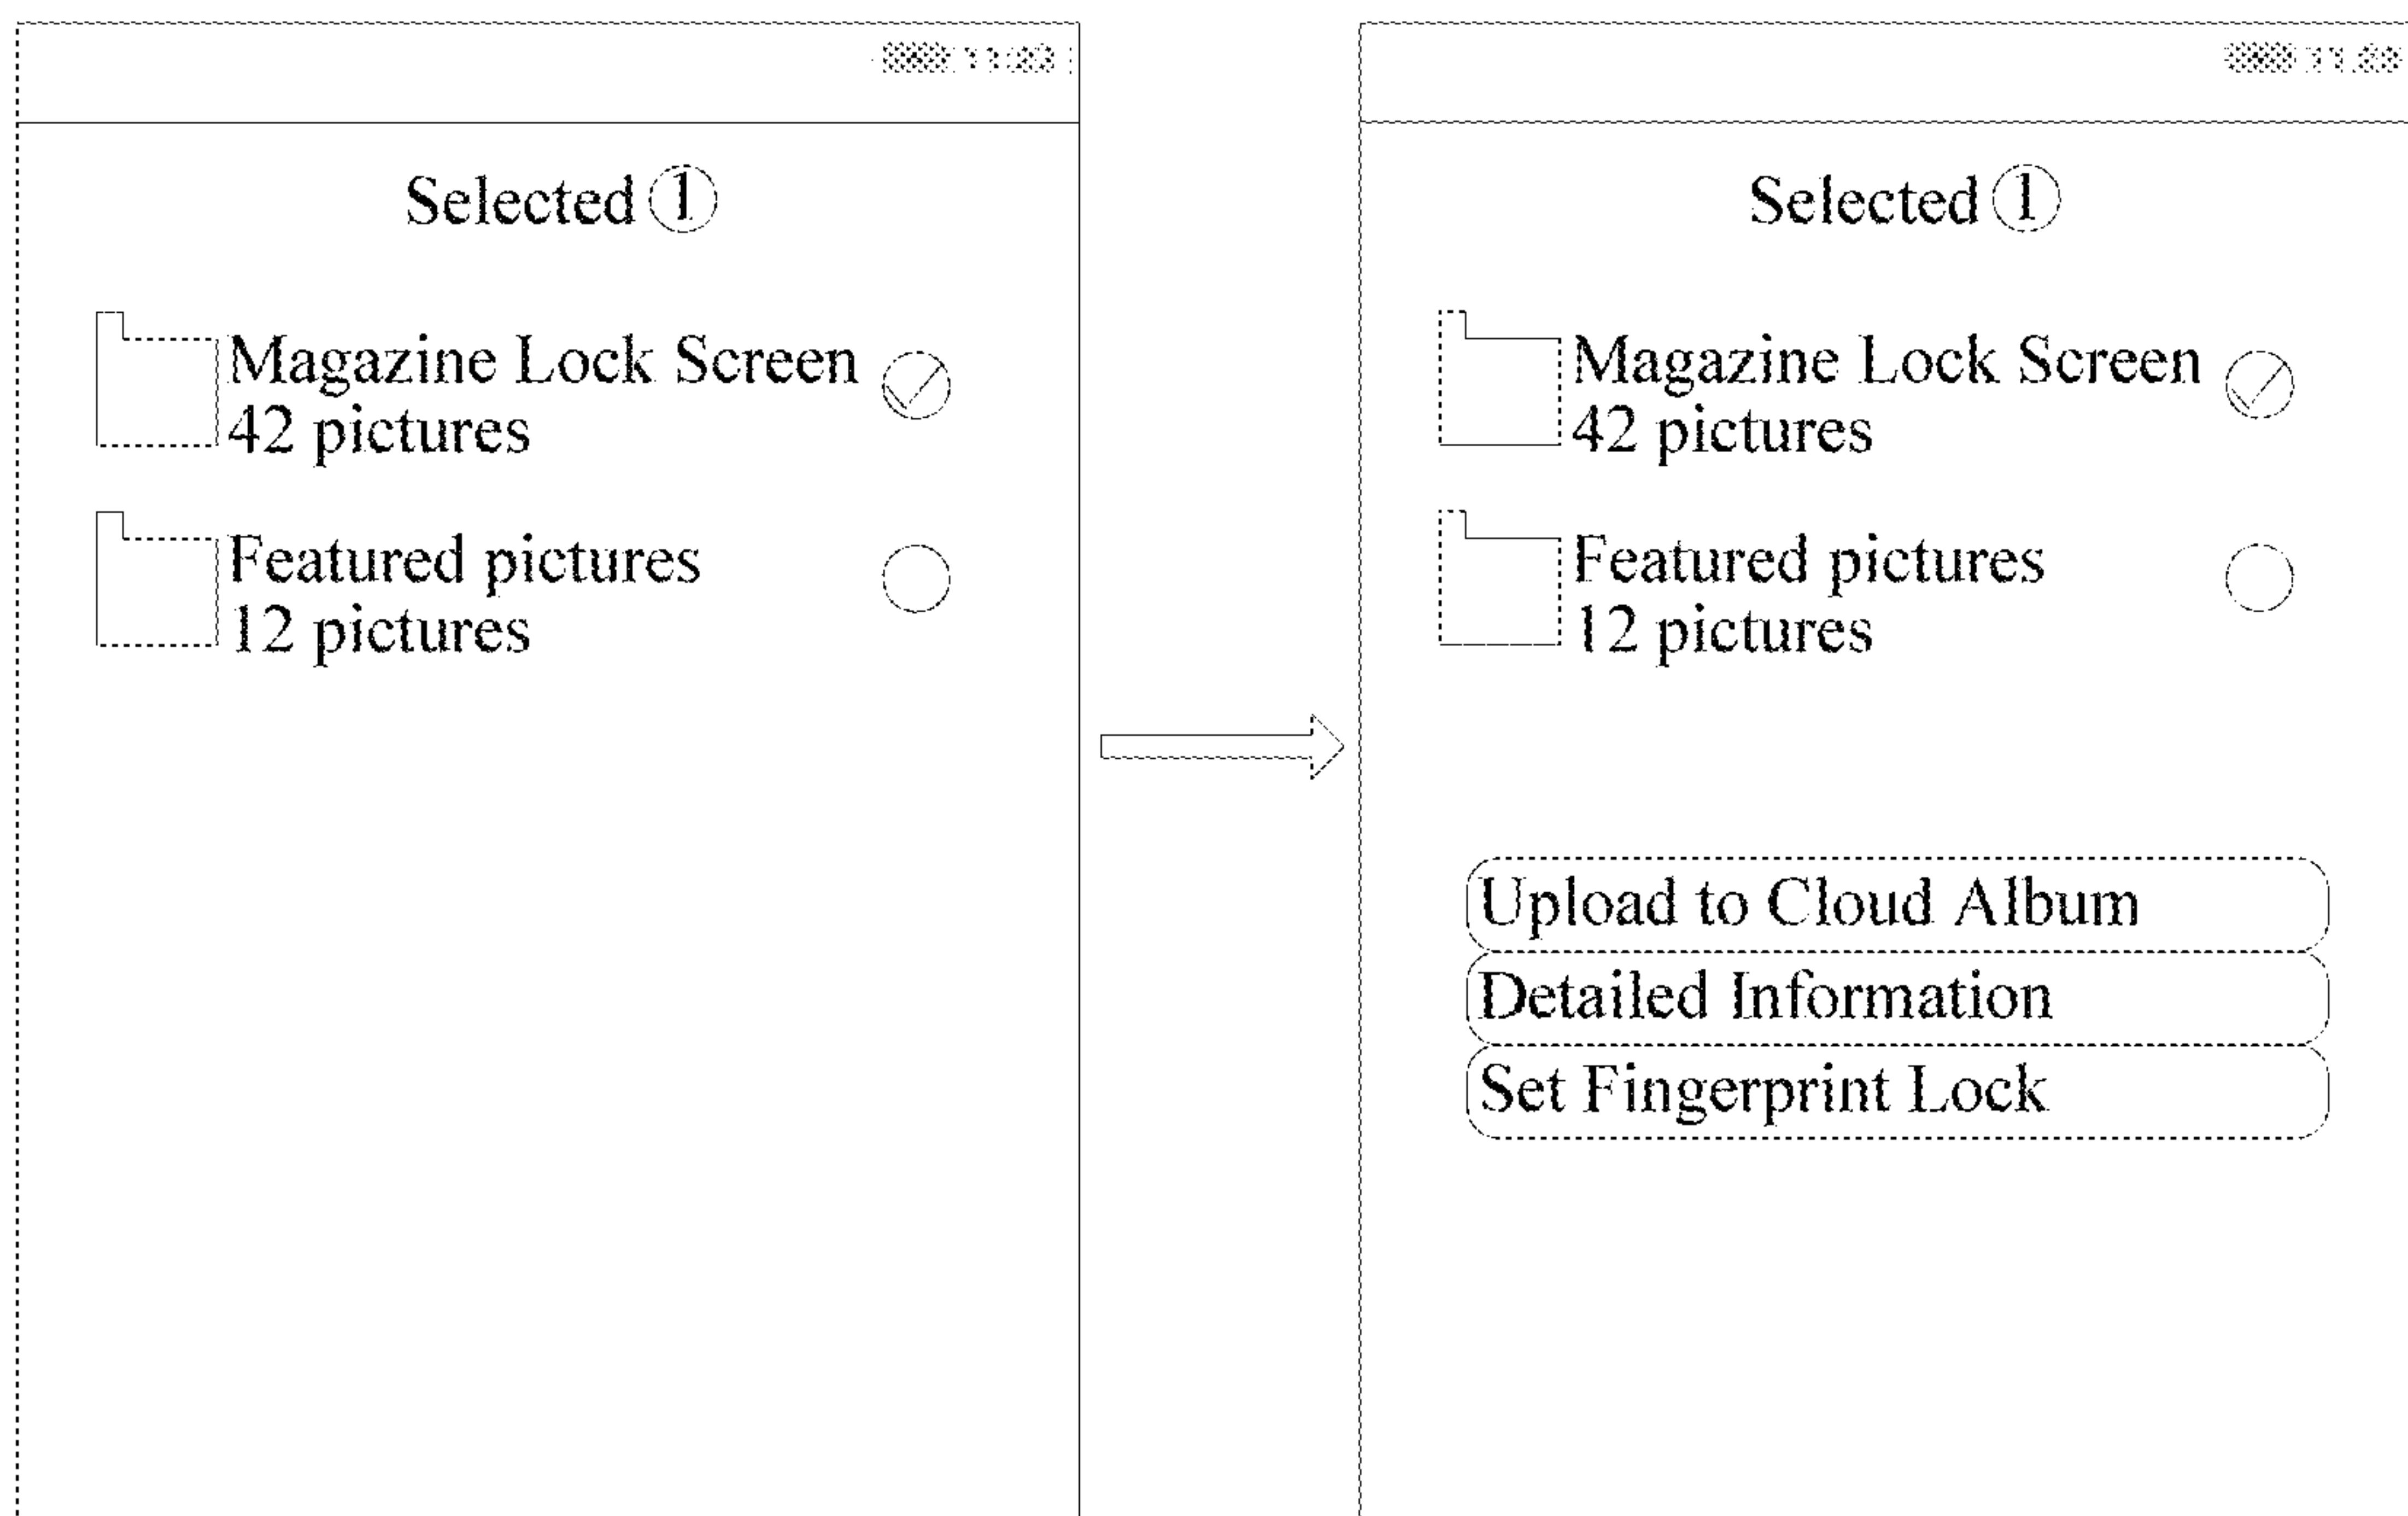 Selected 1
Magazine Lock Screen
42 pictures
Featured pictures
12 pictures
Selected 1
Magazine Lock Screen
42 pictures
Featured pictures
12 pictures
Upload to Cloud Album
Detailed Information
Set Fingerprint Lock